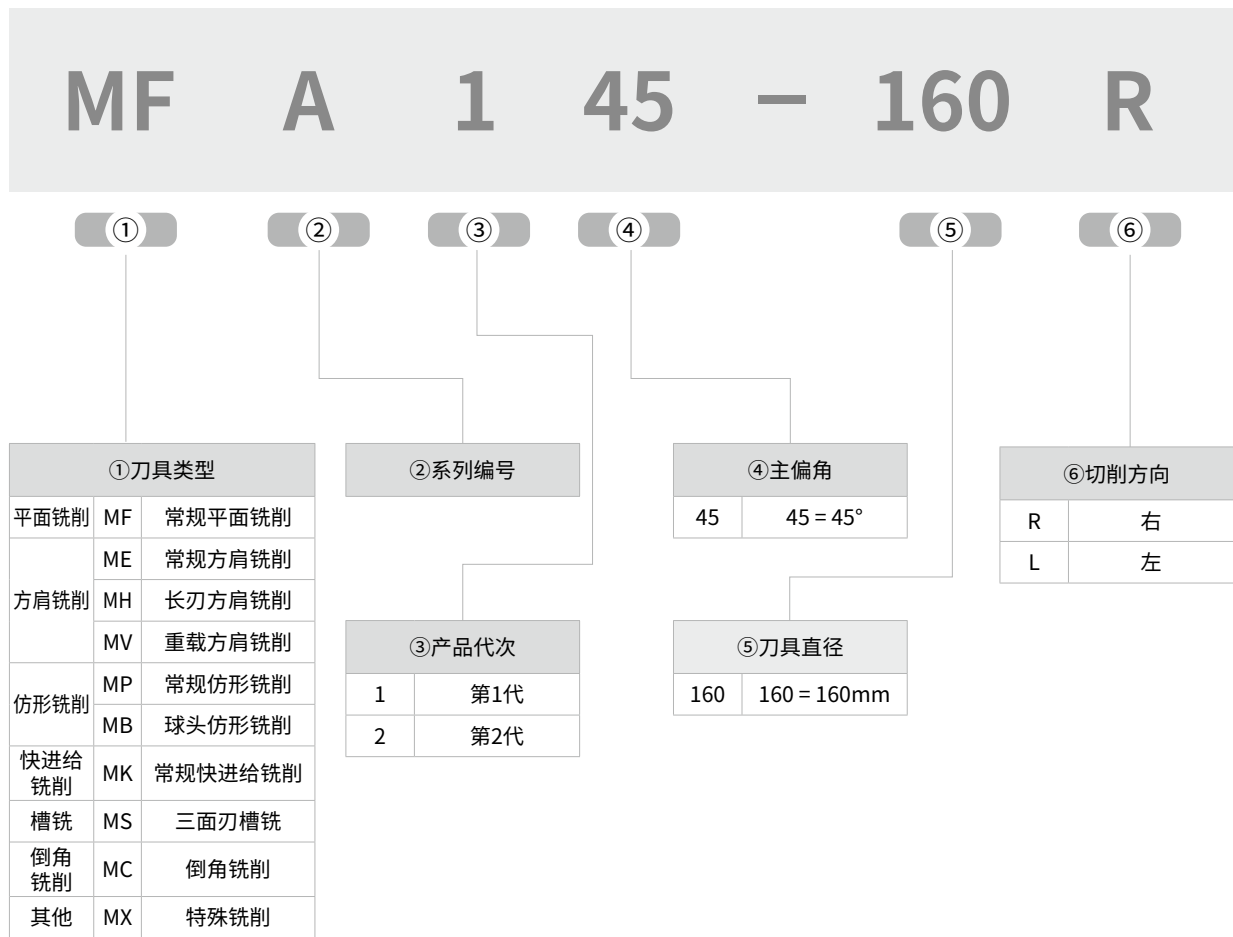 MF A 1 45 － 160 R
① ② ③ ④ ⑤ ⑥
①刀具类型
平面铣削 MF 常规平面铣削
方肩铣削 ME 常规方肩铣削
MH 长刃方肩铣削
MV 重载方肩铣削
仿形铣削 MP 常规仿形铣削
MB 球头仿形铣削
快进给
铣削
MK 常规快进给铣削
槽铣 MS 三面刃槽铣
倒角
铣削
MC 倒角铣削
其他 MX 特殊铣削
②系列编号
③产品代次
1 第1代
2 第2代
④主偏角
45 45 = 45°
⑤刀具直径
160 160 = 160mm
⑥切削方向
R 右
L 左